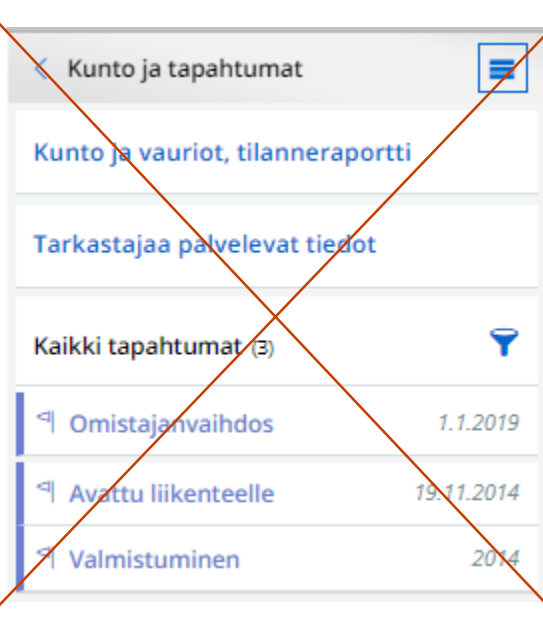 Kunto ja tapahtumat
Kunto ja vauriot, tilanneraportti
Tarkastajaa palvelevat tiedot
Kaikki tapahtumat (3)
Omistajanvaihdos 1.1.2019
Avattu liikenteelle 19.11.2014
Valmistuminen 2014